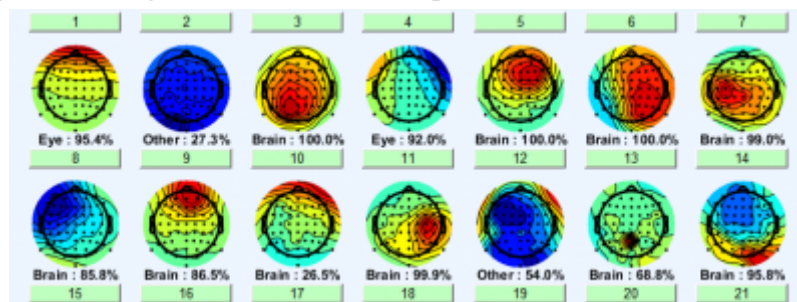 1 2 3 4 5 6 7
Eye : 95.4% Other : 27.3% Brain : 100.0% Eye : 92.0% Brain : 100.0% Brain : 100.0% Brain : 99.0%
8 9 10 11 12 13 14
Brain : 85.8% Brain : 86.5% Brain : 26.5% Brain : 99.9% Other : 54.0% Brain : 68.8% Brain : 95.8%
15 16 17 18 19 20 21